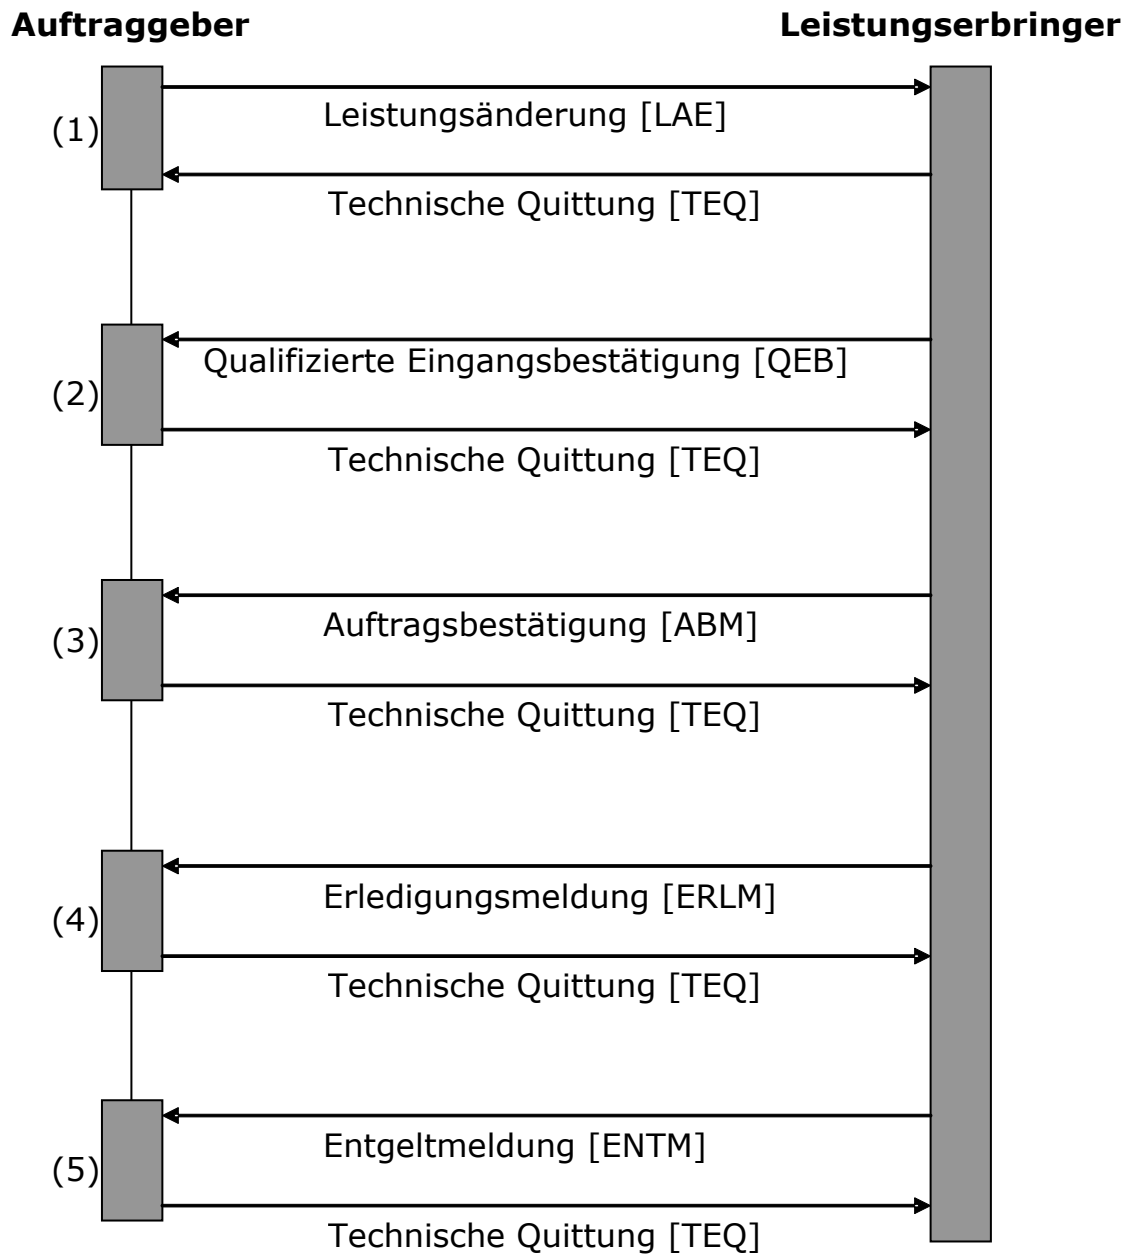 Auftraggeber
Leistungserbringer
(1)
Leistungsänderung [LAE]
Technische Quittung [TEQ]
(2)
Qualifizierte Eingangsbestätigung [QEB]
Technische Quittung [TEQ]
(3)
Auftragsbestätigung [ABM]
Technische Quittung [TEQ]
(4)
Erledigungsmeldung [ERLM]
Technische Quittung [TEQ]
(5)
Entgeltmeldung [ENTM]
Technische Quittung [TEQ]